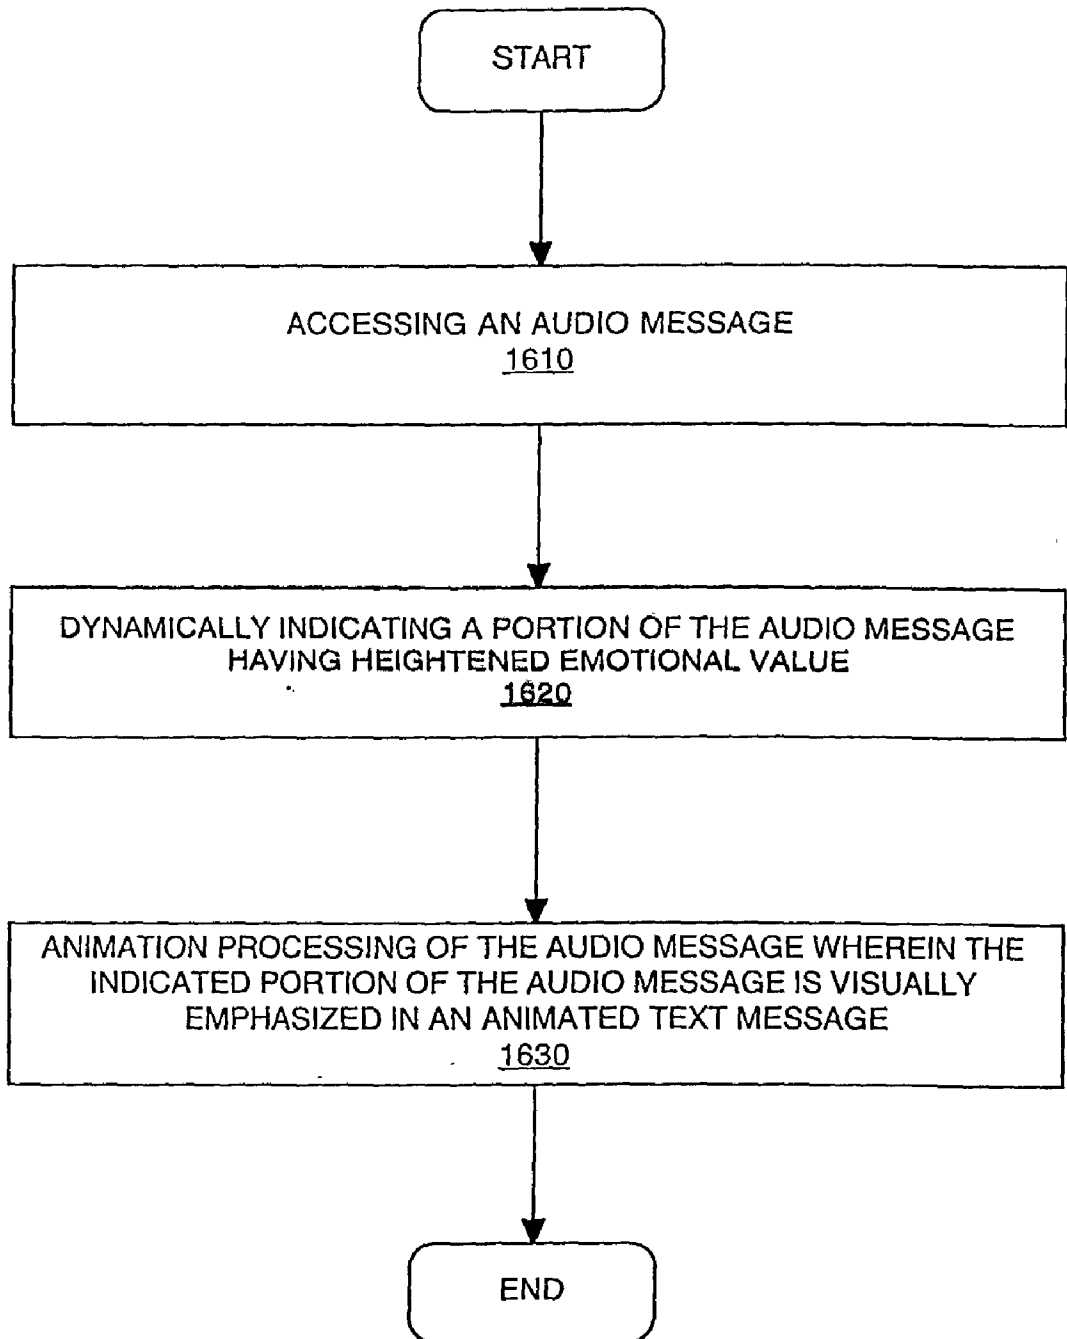 START
ACCESSING AN AUDIO MESSAGE
1610
DYNAMICALLY INDICATING A PORTION OF THE AUDIO MESSAGE
HAVING HEIGHTENED EMOTIONAL VALUE
1620
ANIMATION PROCESSING OF THE AUDIO MESSAGE WHEREIN THE
INDICATED PORTION OF THE AUDIO MESSAGE IS VISUALLY
EMPHASIZED IN AN ANIMATED TEXT MESSAGE
1630
END